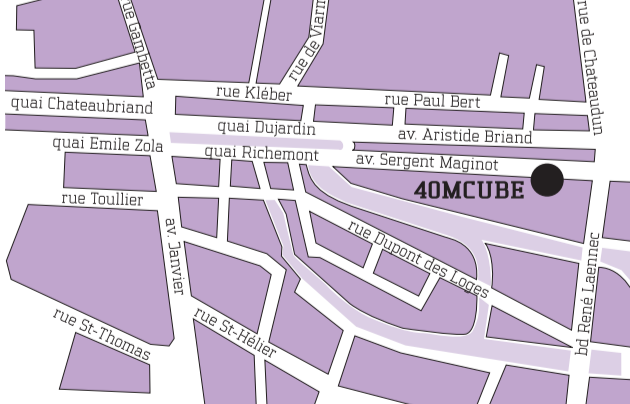 rue Gambetta
rue de Viarm
rue de Chateaudun
rue Kléber
rue Paul Bert
quai Chateaubriand
quai Dujardin
av. Aristide Briand
quai Emile Zola
quai Richemont
av. Sergent Maginot
40MCUBE
rue Toullier
av. Janvier
rue Dupont des Loges
bd René Laennec
rue St-Thomas
rue St-Hélier